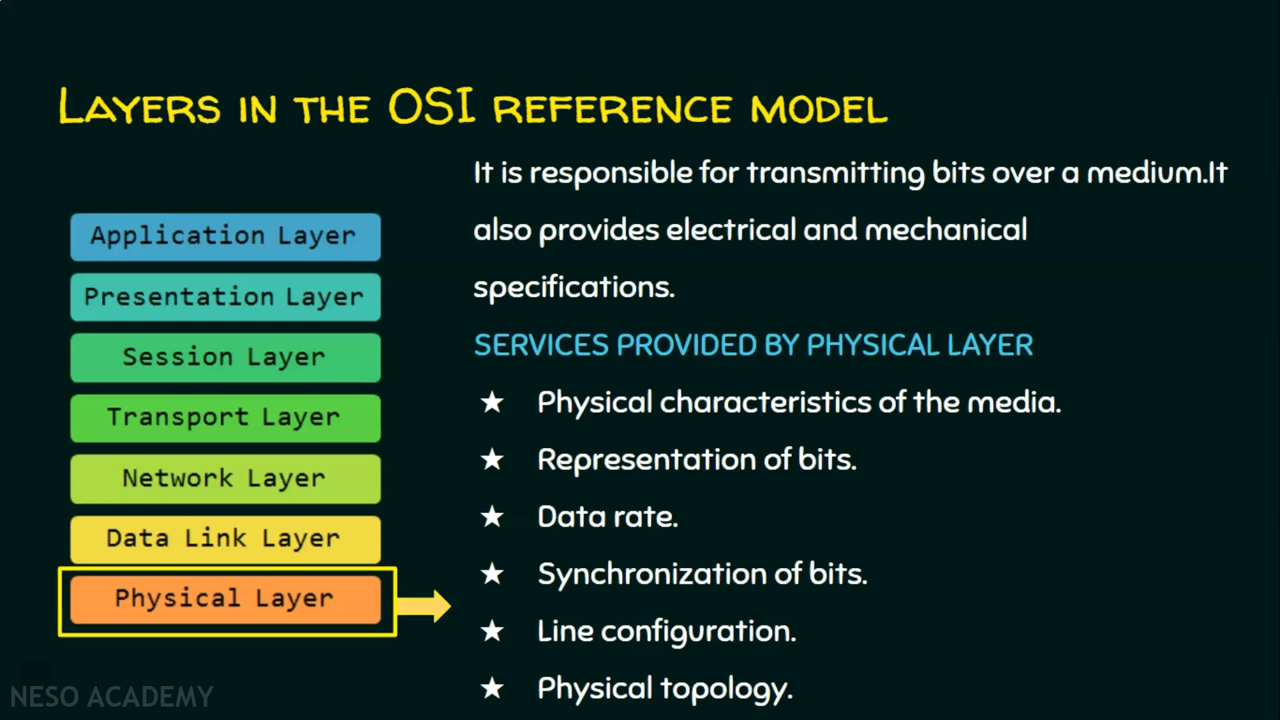 LAYERS IN THE OSI REFERENCE MODEL
Application Layer
Presentation Layer
Session Layer
Transport Layer
Network Layer
Data Link Layer
Physical Layer
It is responsible for transmitting bits over a medium.It
also provides electrical and mechanical
specifications.
SERVICES PROVIDED BY PHYSICAL LAYER
★ Physical characteristics of the media.
★ Representation of bits.
★ Data rate.
★ Synchronization of bits.
★ Line configuration.
★ Physical topology.
NESO ACADEMY